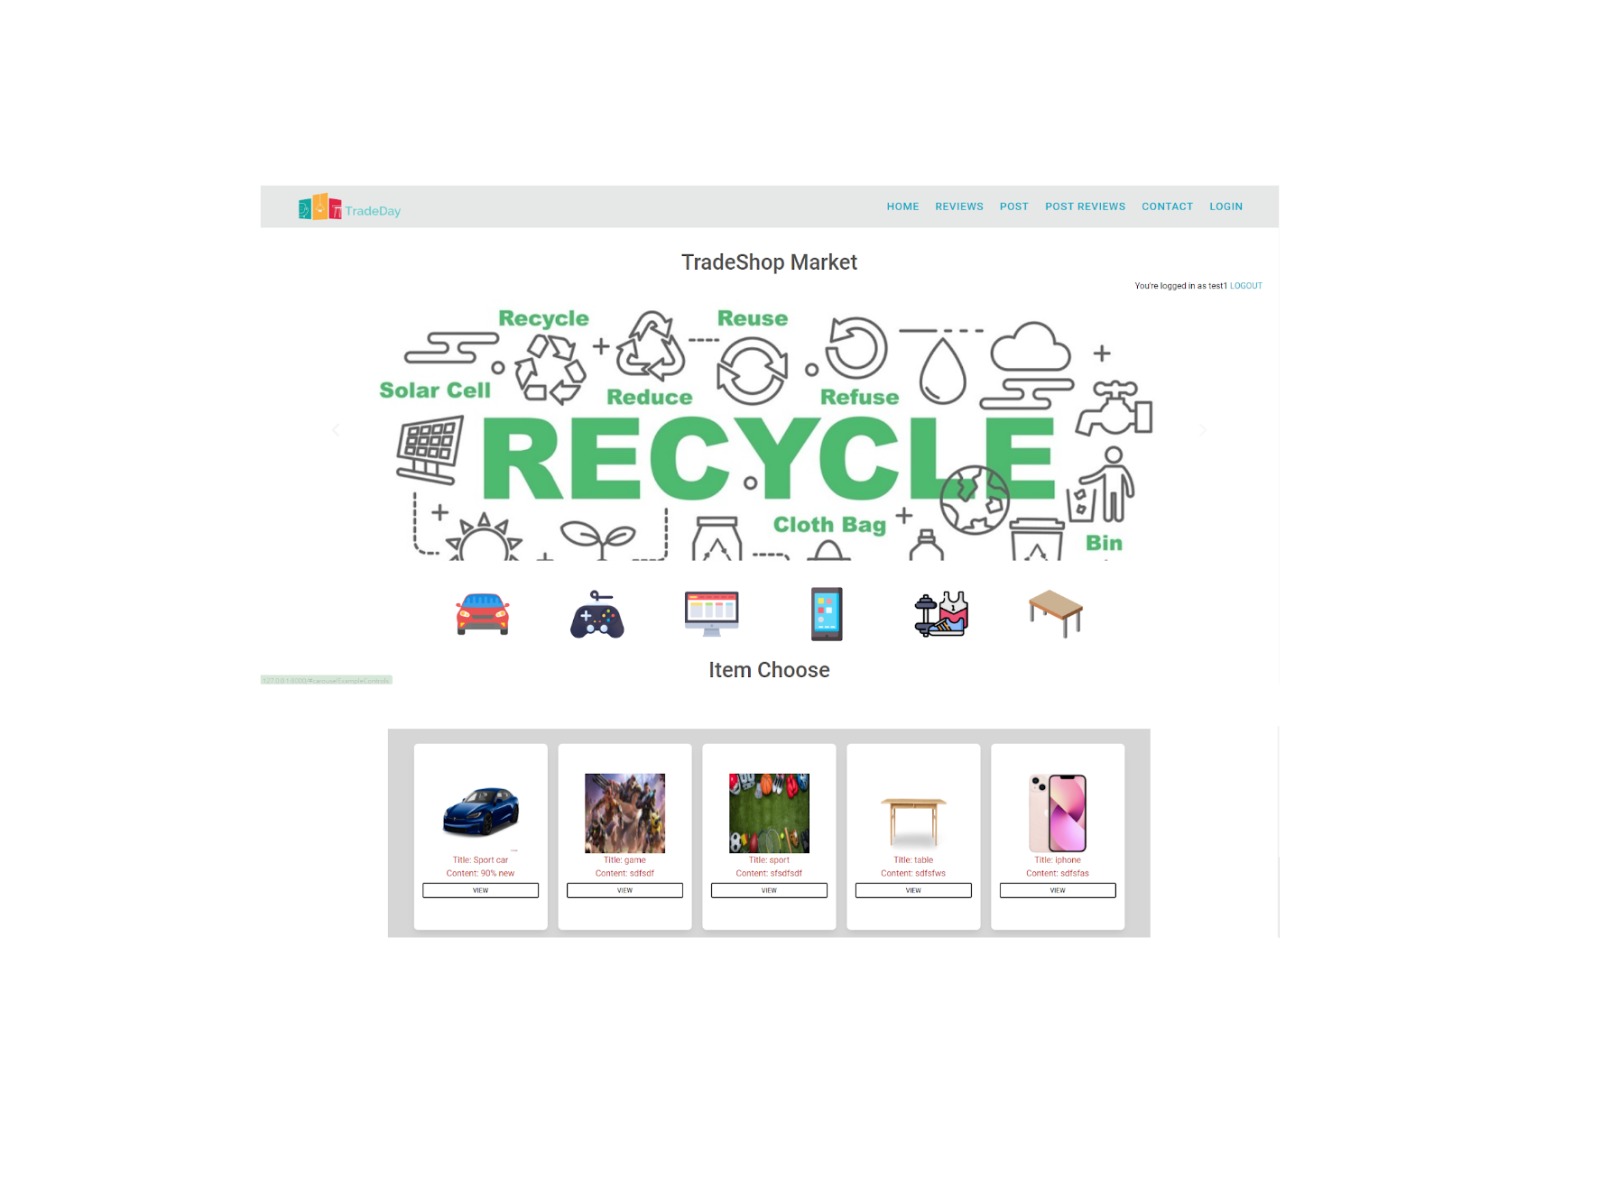 TradeDay
HOME REVIEWS POST POST REVIEWS CONTACT LOGIN
TradeShop Market
You're logged in as test1 LOGOUT
Recycle Reuse
Solar Cell Reduce Refuse
RECYCLE
Cloth Bag
Bin
Item Choose
Title: Sport car
Content: 90% new
VIEW
Title: game
Content: sdfsdf
VIEW
Title: sport
Content: sfsdfsdf
VIEW
Title: table
Content: sdfsfws
VIEW
Title: iphone
Content: sdfsfas
VIEW